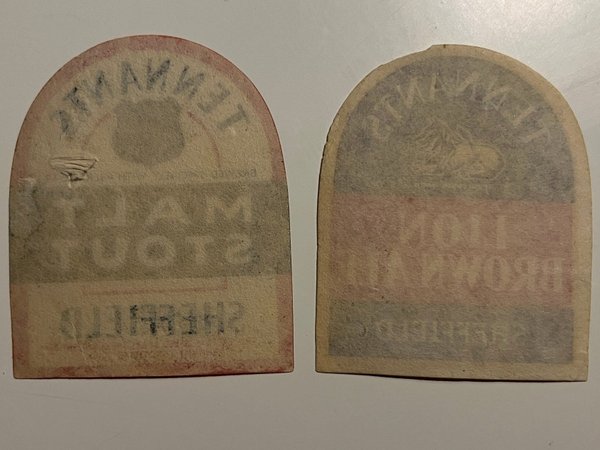 TENNANTS'
MALT
STOUT
SHEFFIELD
TENNANTS'
LION
BROWN ALE
SHEFFIELD